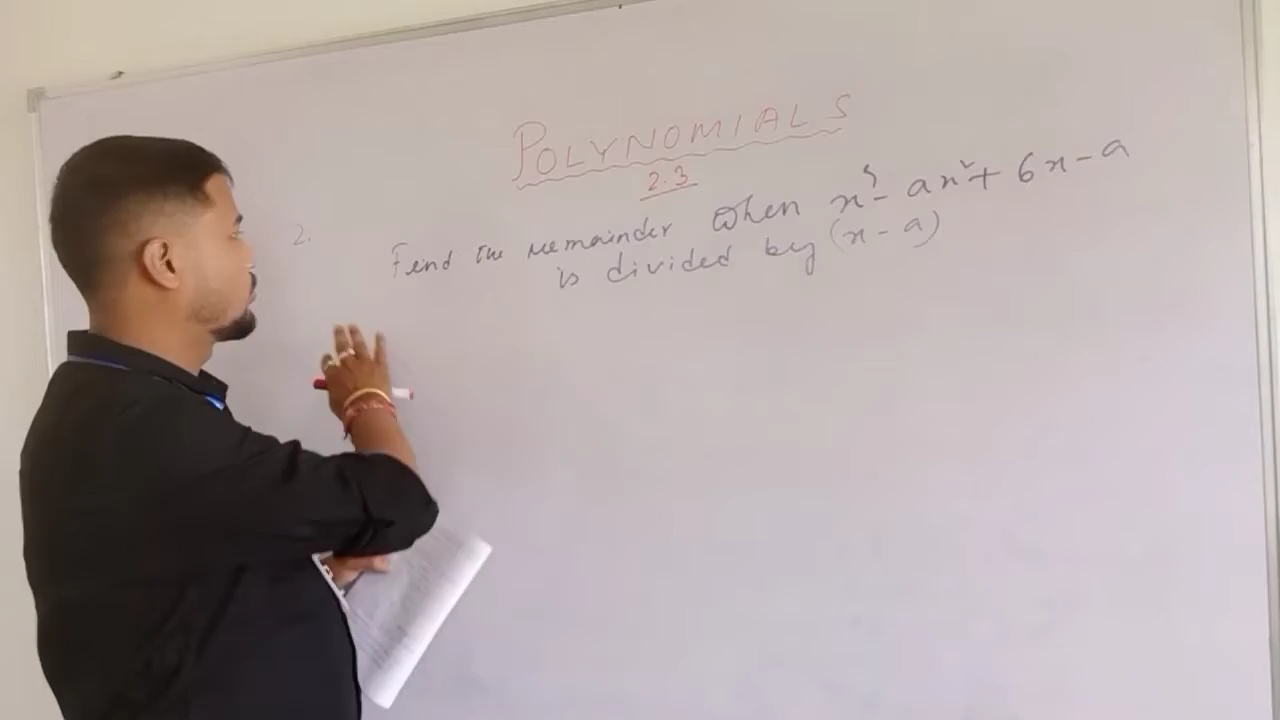 POLYNOMIALS
2.3
2. Find the remainder when x³ - ax² + 6x - a
is divided by (x - a)